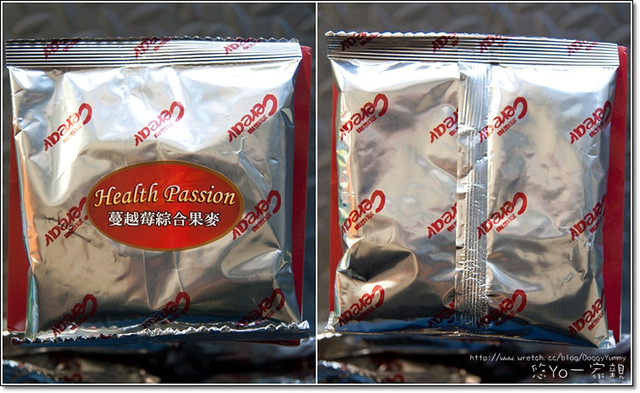 Health Passion
蔓越莓綜合果麥
Cereay
http://www.wretch.cc/blog/DoggyYummy
悠Yo一家親